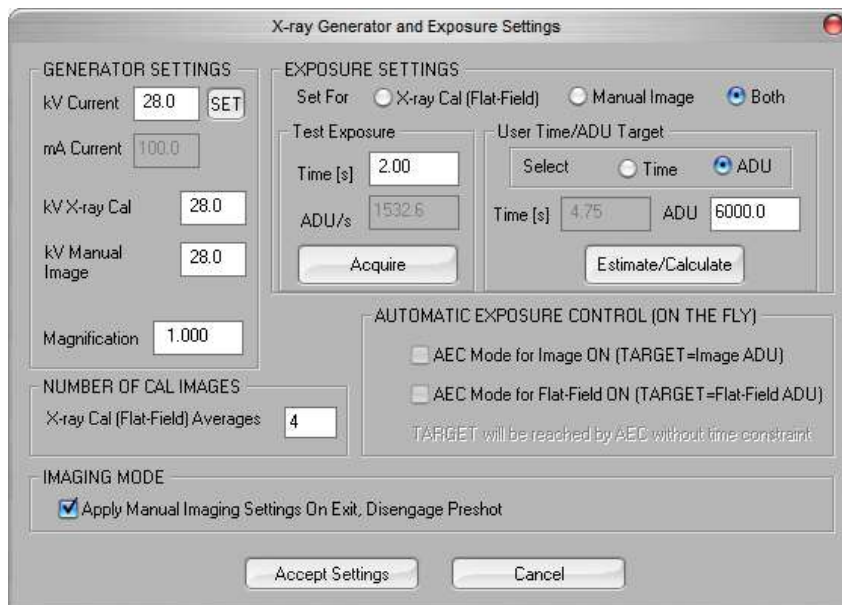 X-ray Generator and Exposure Settings
GENERATOR SETTINGS
kV Current 28.0 SET
mA Current 100.0
kV X-ray Cal 28.0
kV Manual Image 28.0
Magnification 1.000
NUMBER OF CAL IMAGES
X-ray Cal (Flat-Field) Averages 4
EXPOSURE SETTINGS
Set For X-ray Cal (Flat-Field) Manual Image Both
Test Exposure
Time [s] 2.00
ADU/s 1532.6
Acquire
User Time/ADU Target
Select Time ADU
Time [s] 4.75 ADU 6000.0
Estimate/Calculate
AUTOMATIC EXPOSURE CONTROL (ON THE FLY)
AEC Mode for Image ON (TARGET=Image ADU)
AEC Mode for Flat-Field ON (TARGET=Flat-Field ADU)
TARGET will be reached by AEC without time constraint
IMAGING MODE
Apply Manual Imaging Settings On Exit, Disengage Preshot
Accept Settings Cancel